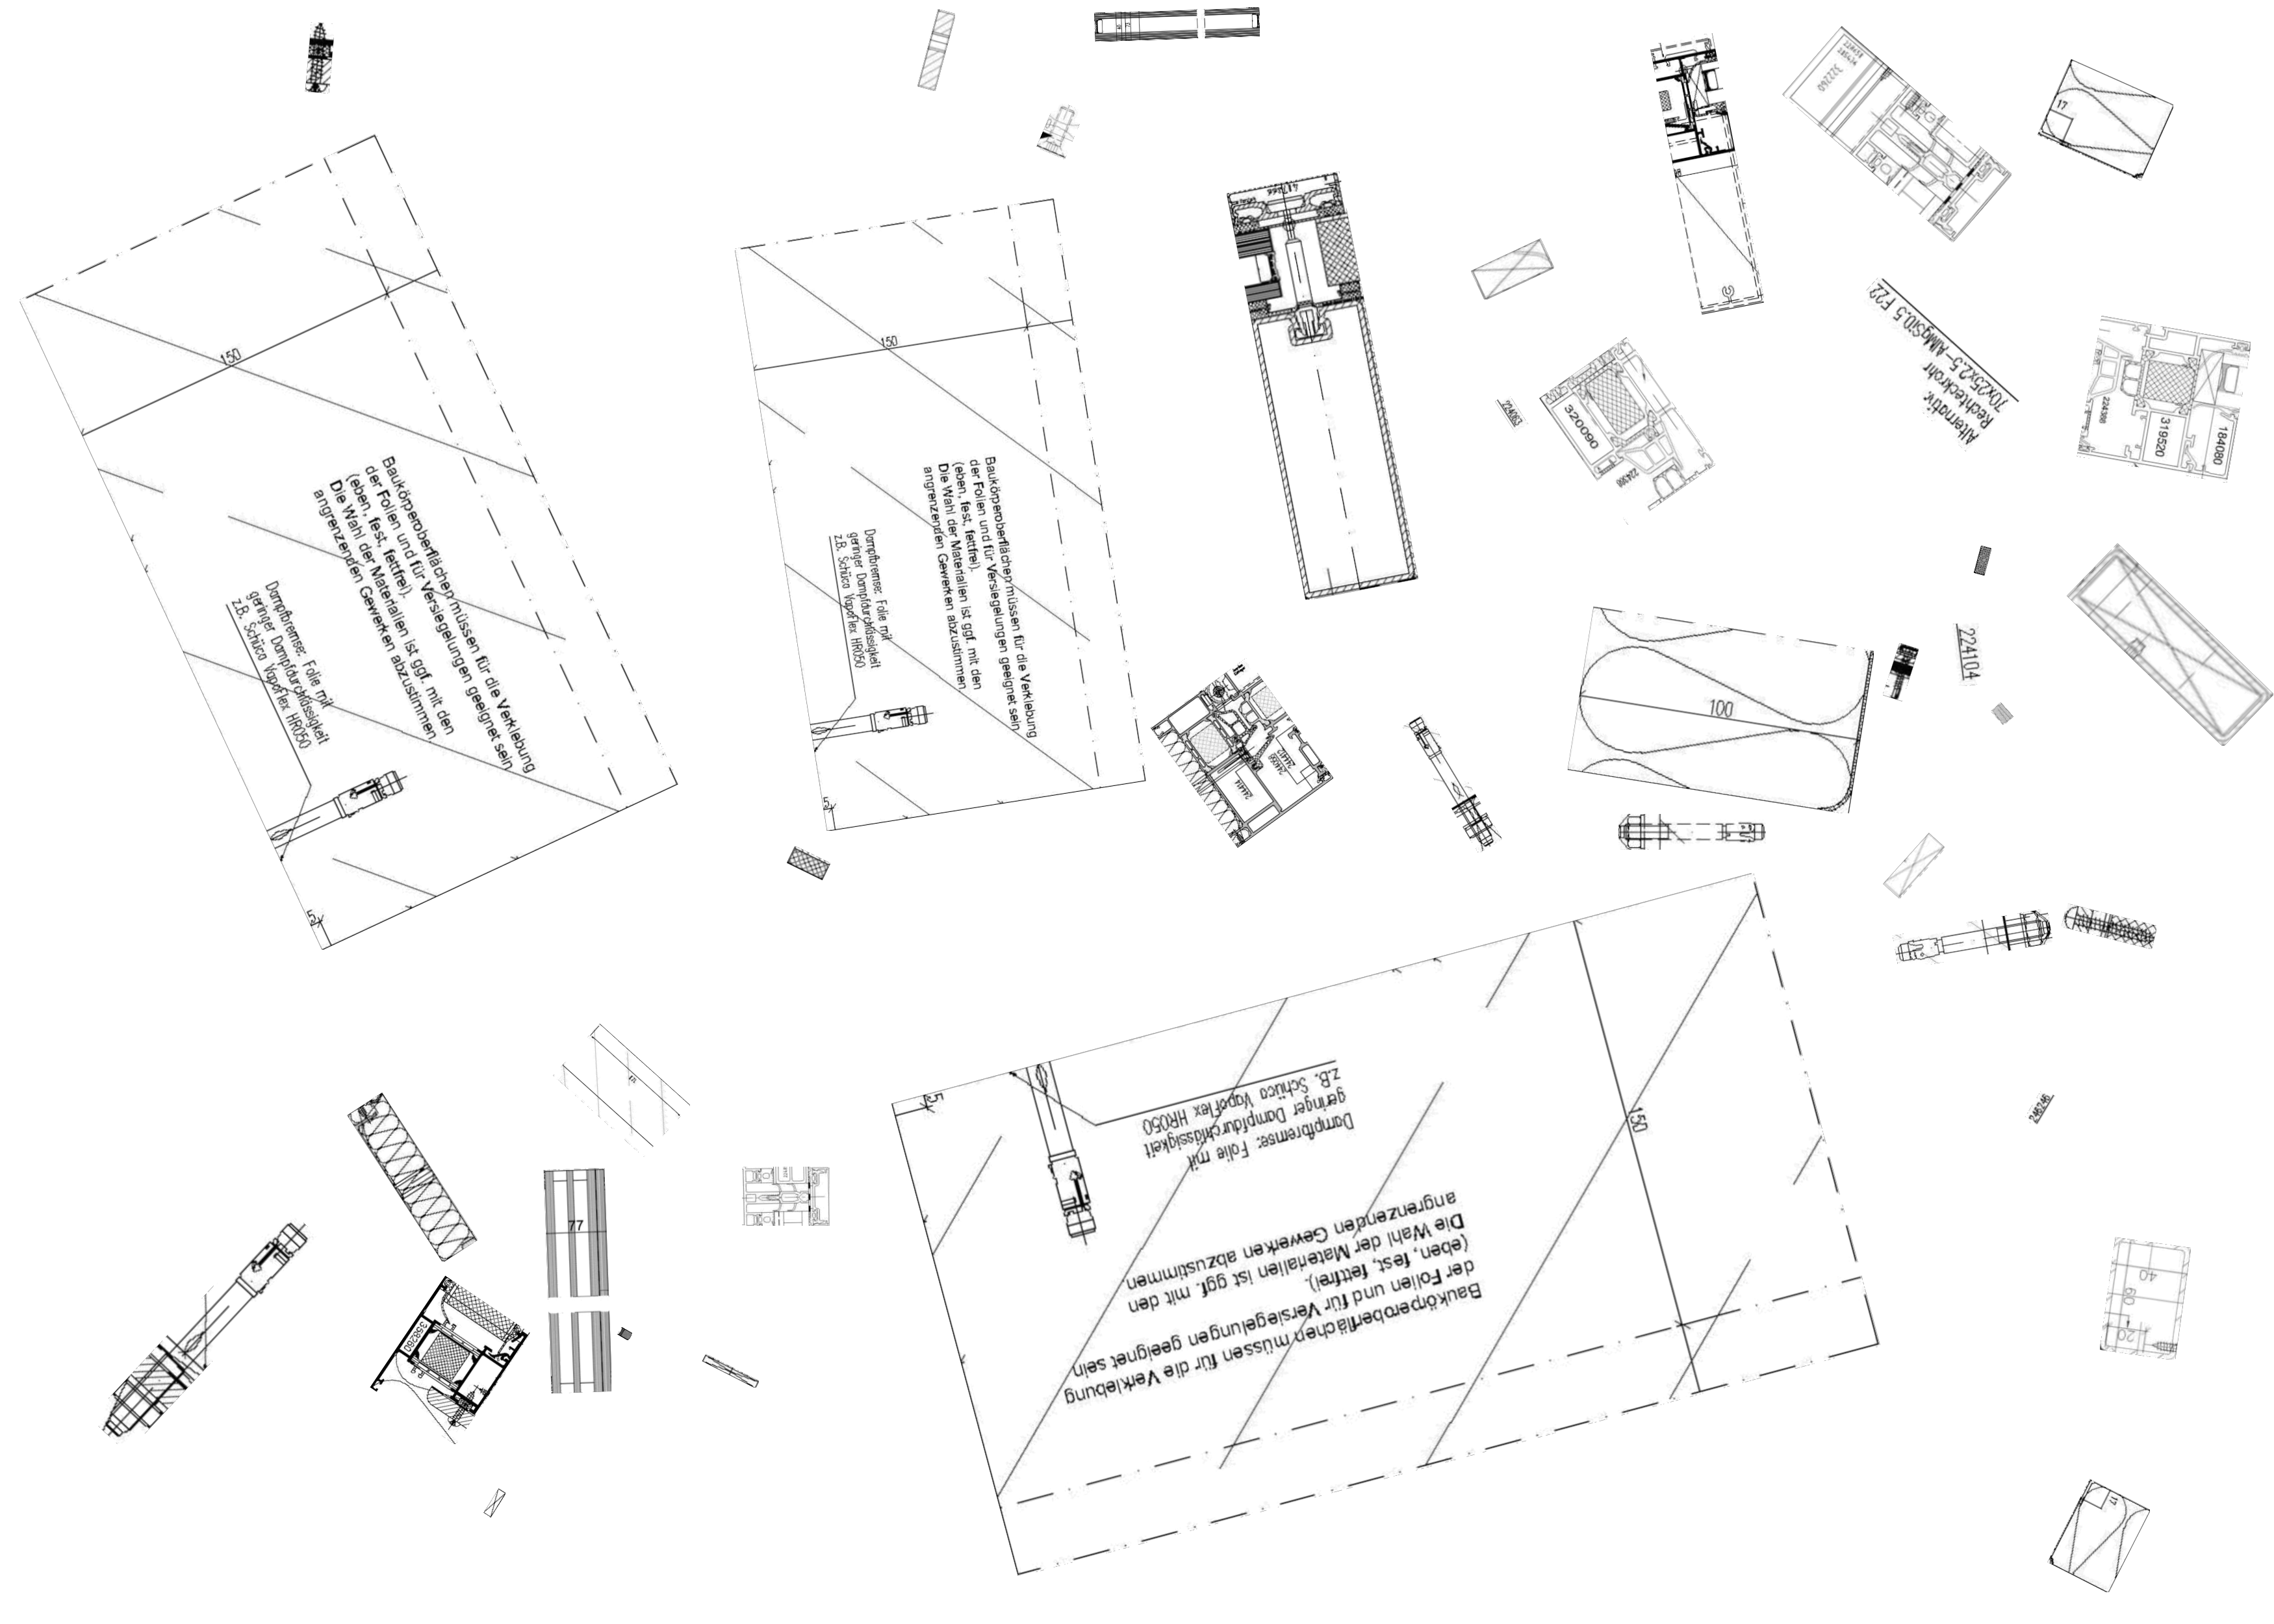 150
Baukörperoberflächen müssen für die Verklebung
der Folien und für Versiegelungen geeignet sein
(eben, fest, fettfrei).
Die Wahl der Materialien ist ggf. mit den
angrenzenden Gewerken abzustimmen
Dampfbremse: Folie mit
geringer Dampfdurchlässigkeit
z.B. Schüco VapoFlex HR050
5
150
Baukörperoberflächen müssen für die Verklebung
der Folien und für Versiegelungen geeignet sein
(eben, fest, fettfrei).
Die Wahl der Materialien ist ggf. mit den
angrenzenden Gewerken abzustimmen
Dampfbremse: Folie mit
geringer Dampfdurchlässigkeit
z.B. Schüco VapoFlex HR050
5
322260
17
224063
320090
224398
Alternativ:
Rechteckrohr
70x25x2.5-AlMgSi0.5 F22
319520
184080
224104
100
246246
150
Baukörperoberflächen müssen für die Verklebung
der Folien und für Versiegelungen geeignet sein
(eben, fest, fettfrei).
Die Wahl der Materialien ist ggf. mit den
angrenzenden Gewerken abzustimmen.
Dampfbremse: Folie mit
geringer Dampfdurchlässigkeit
z.B. Schüco VapoFlex HR050
5
77
358280
40
60
20
17